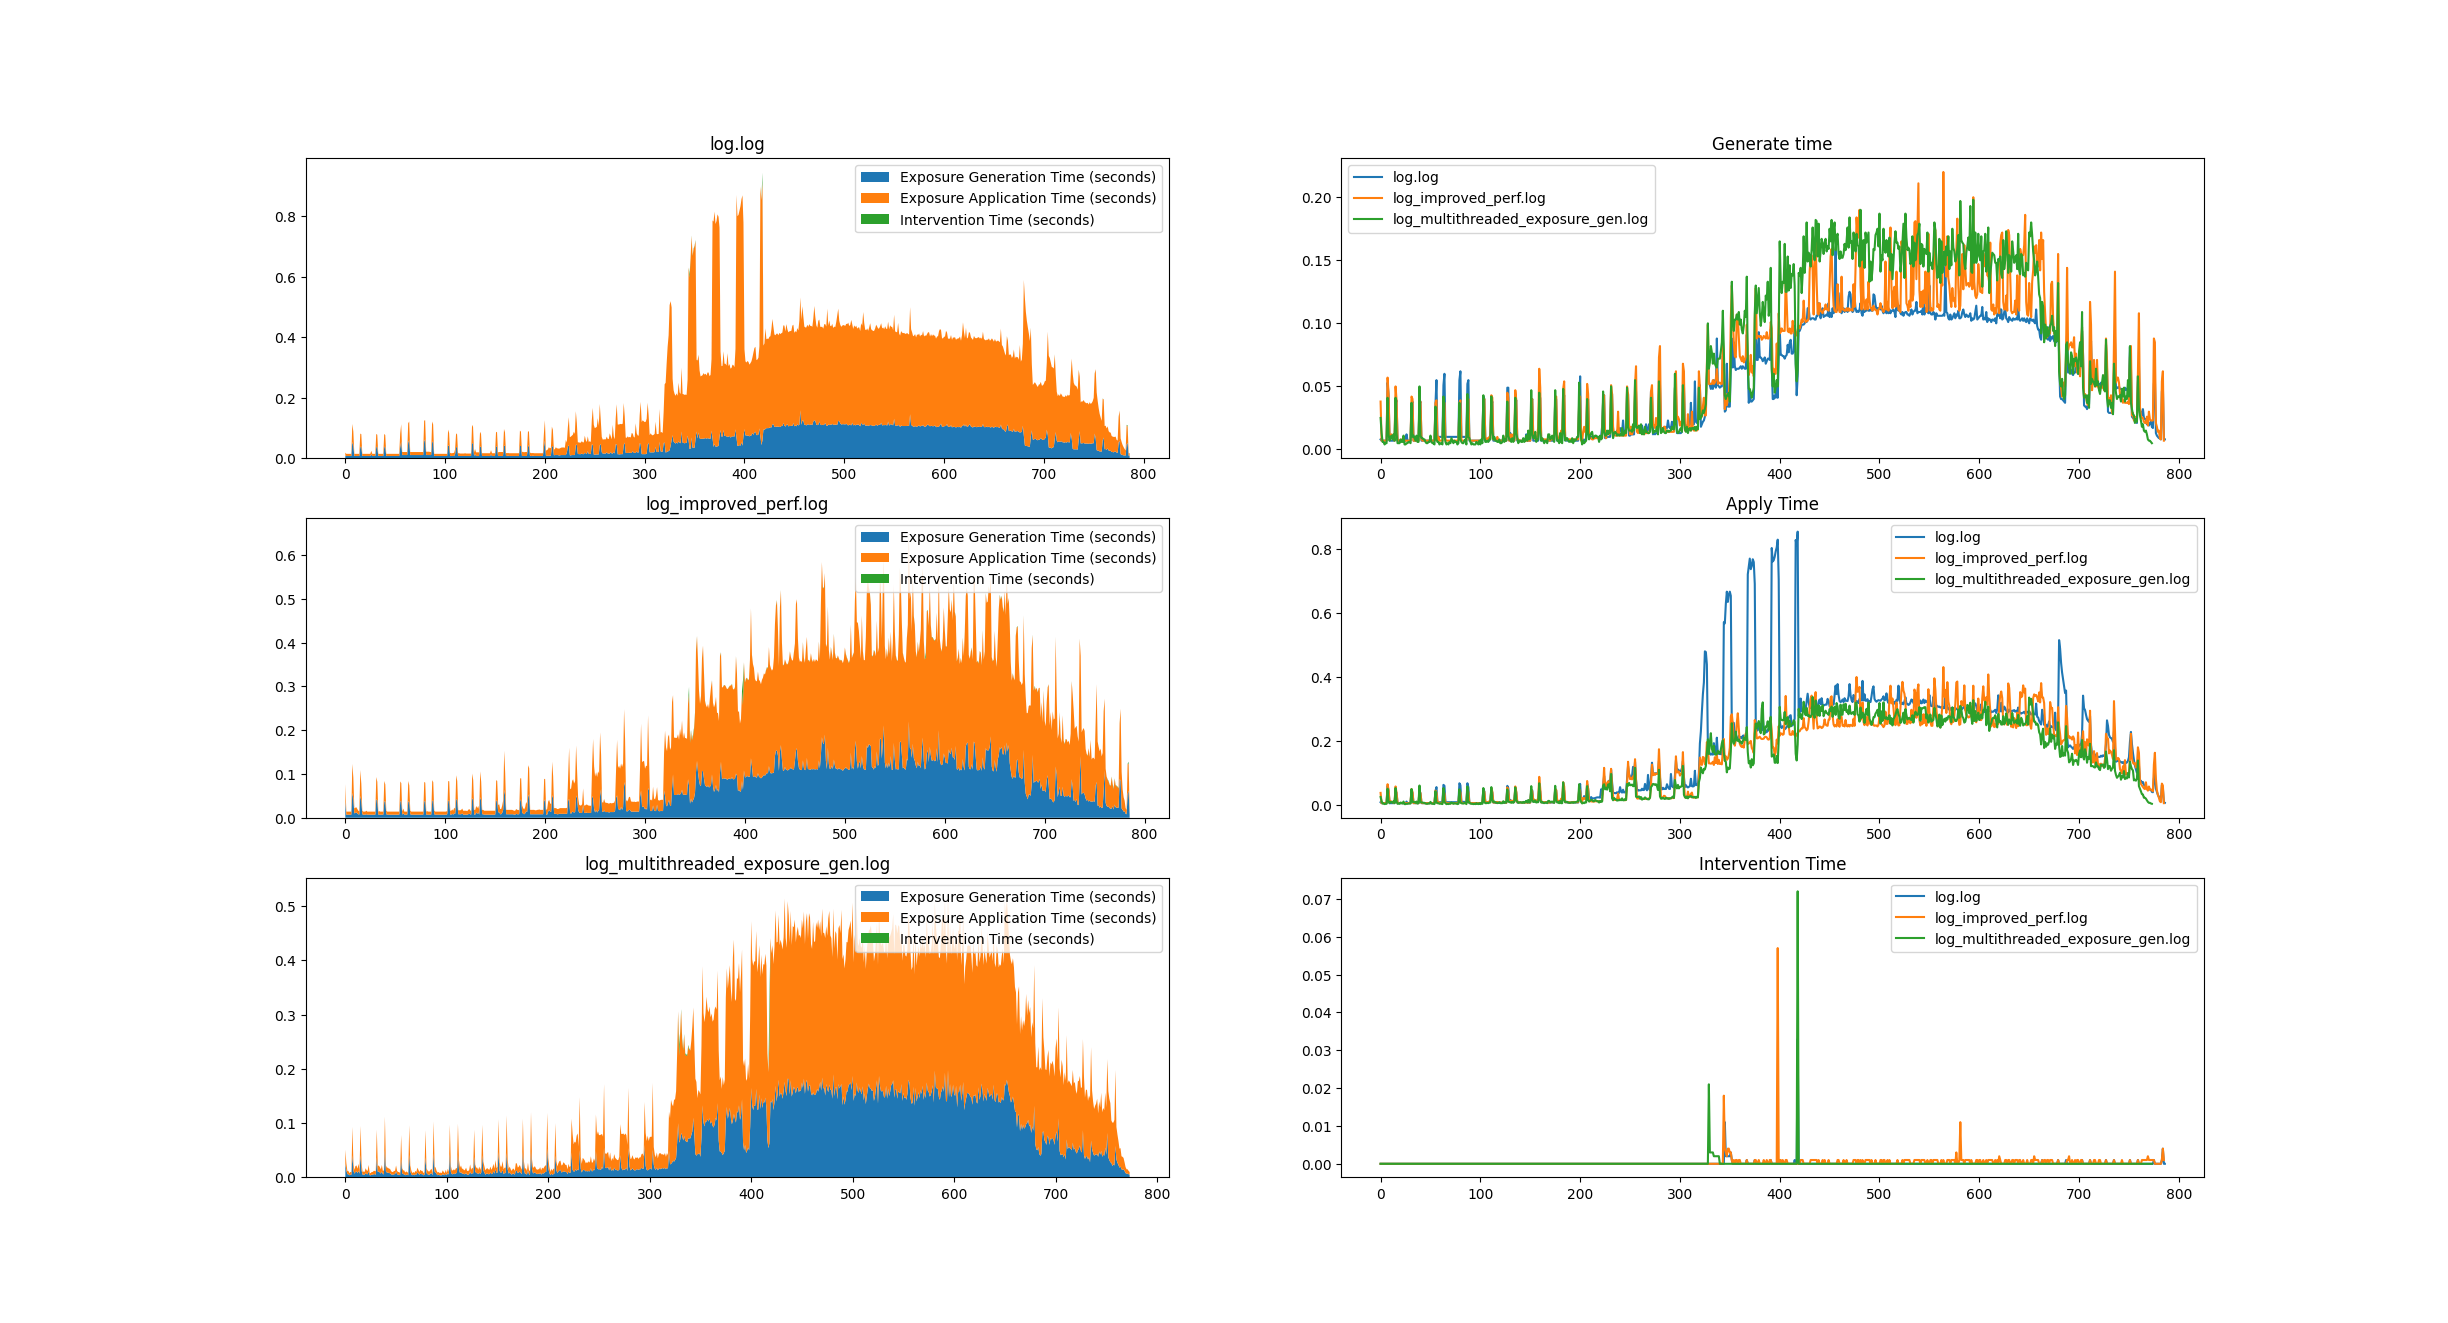 log.log
Exposure Generation Time (seconds)
Exposure Application Time (seconds)
Intervention Time (seconds)
0.8
0.6
0.4
0.2
0.0
0 100 200 300 400 500 600 700 800
Generate time
log.log
log_improved_perf.log
log_multithreaded_exposure_gen.log
0.20
0.15
0.10
0.05
0.00
0 100 200 300 400 500 600 700 800
log_improved_perf.log
Exposure Generation Time (seconds)
Exposure Application Time (seconds)
Intervention Time (seconds)
0.6
0.5
0.4
0.3
0.2
0.1
0.0
0 100 200 300 400 500 600 700 800
Apply Time
log.log
log_improved_perf.log
log_multithreaded_exposure_gen.log
0.8
0.6
0.4
0.2
0.0
0 100 200 300 400 500 600 700 800
log_multithreaded_exposure_gen.log
Exposure Generation Time (seconds)
Exposure Application Time (seconds)
Intervention Time (seconds)
0.5
0.4
0.3
0.2
0.1
0.0
0 100 200 300 400 500 600 700 800
Intervention Time
log.log
log_improved_perf.log
log_multithreaded_exposure_gen.log
0.07
0.06
0.05
0.04
0.03
0.02
0.01
0.00
0 100 200 300 400 500 600 700 800